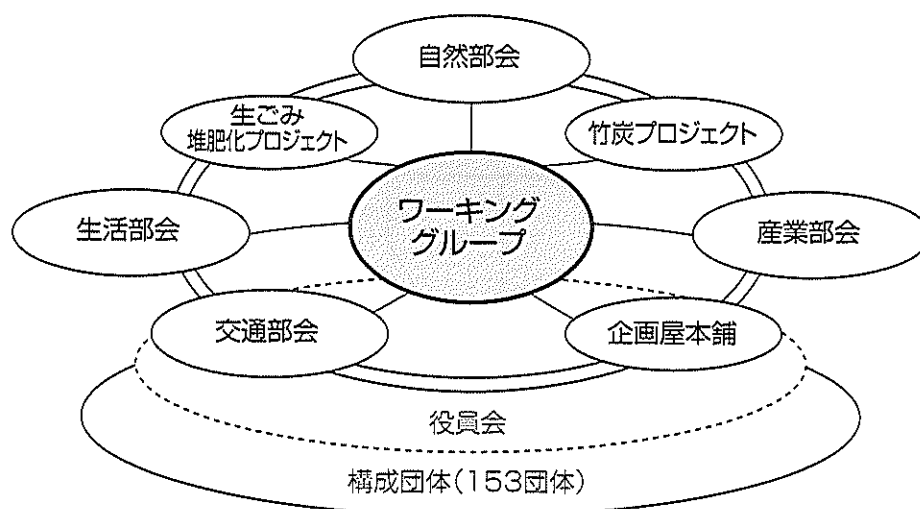 自然部会
生ごみ
堆肥化プロジェクト
竹炭プロジェクト
ワーキング
グループ
生活部会
産業部会
交通部会
企画屋本舗
役員会
構成団体(153団体)